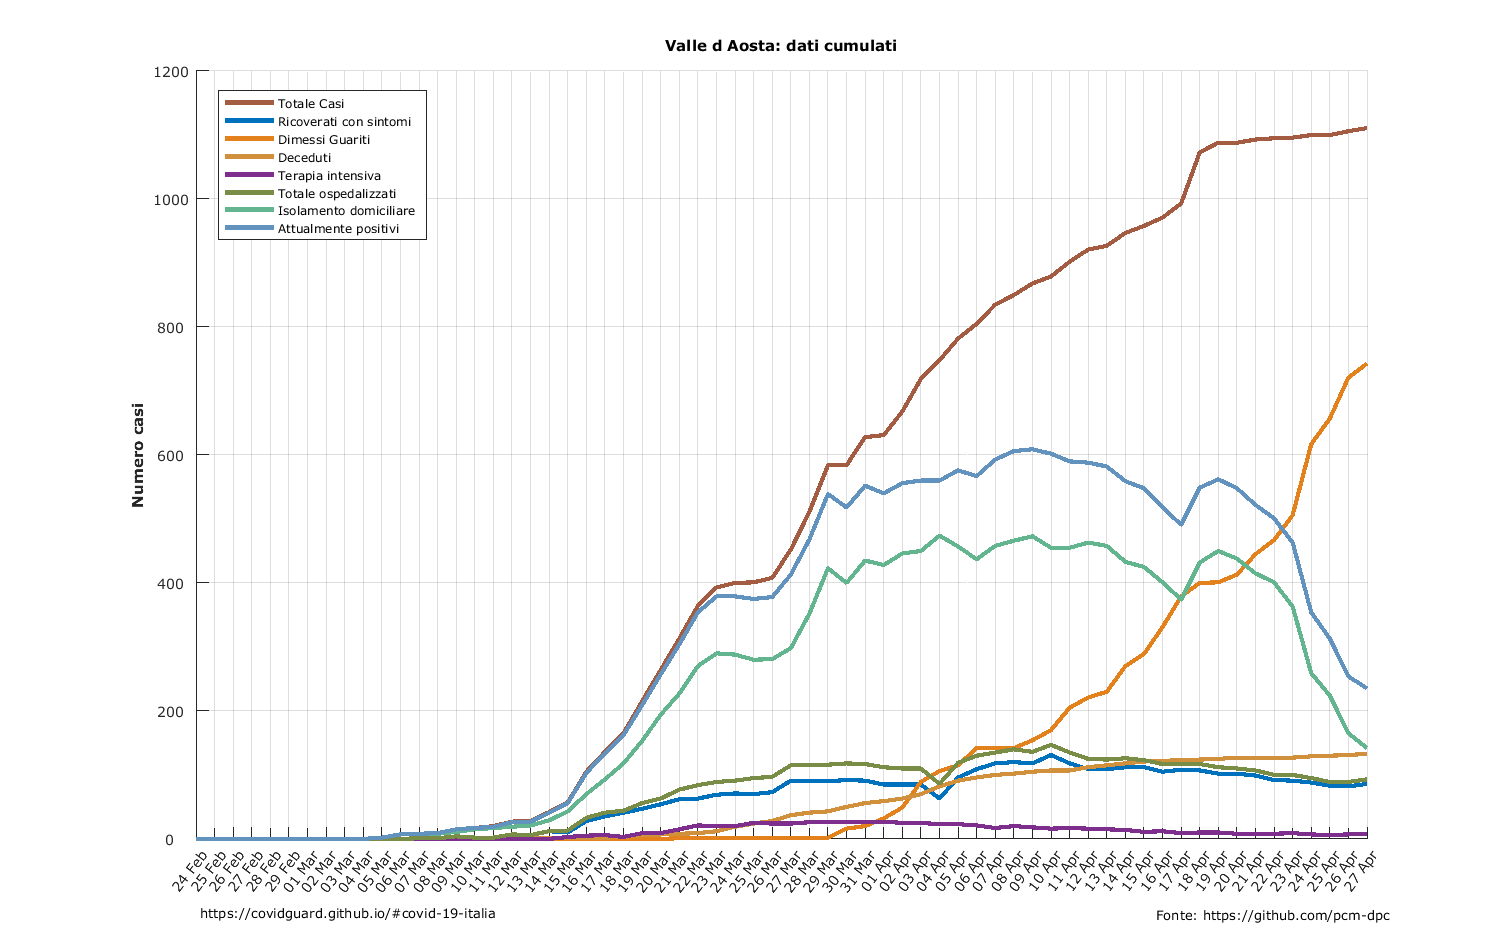 Valle d Aosta: dati cumulati
1200
1000
800
600
400
200
0
Numero casi
Totale Casi
Ricoverati con sintomi
Dimessi Guariti
Deceduti
Terapia intensiva
Totale ospedalizzati
Isolamento domiciliare
Attualmente positivi
24 Feb
25 Feb
26 Feb
27 Feb
28 Feb
29 Feb
01 Mar
02 Mar
03 Mar
04 Mar
05 Mar
06 Mar
07 Mar
08 Mar
09 Mar
10 Mar
11 Mar
12 Mar
13 Mar
14 Mar
15 Mar
16 Mar
17 Mar
18 Mar
19 Mar
20 Mar
21 Mar
22 Mar
23 Mar
24 Mar
25 Mar
26 Mar
27 Mar
28 Mar
29 Mar
30 Mar
31 Mar
01 Apr
02 Apr
03 Apr
04 Apr
05 Apr
06 Apr
07 Apr
08 Apr
09 Apr
10 Apr
11 Apr
12 Apr
13 Apr
14 Apr
15 Apr
16 Apr
17 Apr
18 Apr
19 Apr
20 Apr
21 Apr
22 Apr
23 Apr
24 Apr
25 Apr
26 Apr
27 Apr
https://covidguard.github.io/#covid-19-italia
Fonte: https://github.com/pcm-dpc